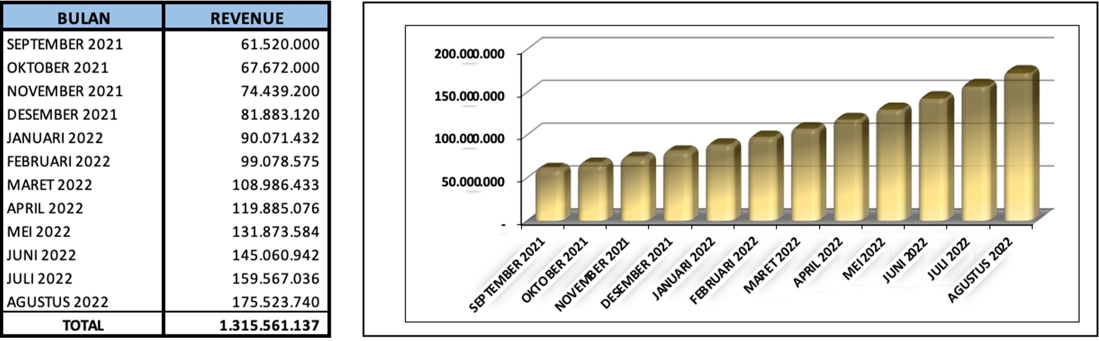 BULAN REVENUE
SEPTEMBER 2021 61.520.000
OKTOBER 2021 67.672.000
NOVEMBER 2021 74.439.200
DESEMBER 2021 81.883.120
JANUARI 2022 90.071.432
FEBRUARI 2022 99.078.575
MARET 2022 108.986.433
APRIL 2022 119.885.076
MEI 2022 131.873.584
JUNI 2022 145.060.942
JULI 2022 159.567.036
AGUSTUS 2022 175.523.740
TOTAL 1.315.561.137
200.000.000
150.000.000
100.000.000
50.000.000
-
SEPTEMBER 2021
OKTOBER 2021
NOVEMBER 2021
DESEMBER 2021
JANUARI 2022
FEBRUARI 2022
MARET 2022
APRIL 2022
MEI 2022
JUNI 2022
JULI 2022
AGUSTUS 2022